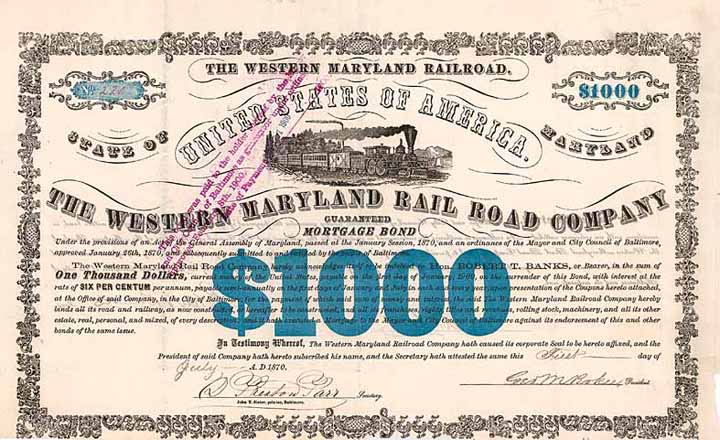 THE WESTERN MARYLAND RAILROAD.
No 226
$1000
STATE OF
UNITED STATES OF AMERICA.
MARYLAND
THE WESTERN MARYLAND RAIL ROAD COMPANY
GUARANTEED
MORTGAGE BOND
Under the provisions of an Act of the General Assembly of Maryland, passed at the January Session, 1870, and an ordinance of the Mayor and City Council of Baltimore,
approved January 26th, 1870, and subsequently submitted to and by the of Baltimore
The Western Maryland Rail Road Company hereby acknowledges itself to be indebted to Hon. ROBERT T. BANKS, or Bearer, in the sum of
One Thousand Dollars, current of the United States, on the first day of on the surrender of this Bond, with interest at the
rate of SIX PER CENTUM per annum, payable semi-annually on the first days of January and July in each and every year on presentation of the Coupons hereto attached,
at the Office of said Company, in the City of Baltimore. For the payment of which sum of money and interest, the said The Western Maryland Railroad Company hereby
binds all its road and railway, as now constructed or hereafter to be constructed, and all its franchises, rights and revenues, rolling stock, machinery, and all its other
estate, real, personal, and mixed, of every description, and it hath executed a Mortgage to the Mayor and City Council of Baltimore against its endorsement of this and other
bonds of the same issue.
$1000
In Testimony Whereof, The Western Maryland Railroad Company hath caused its corporate Seal to be hereto affixed, and the
President of said Company hath hereto subscribed his name, and the Secretary hath attested the same this First day of
July A.D 1870.
Secretary.
President
John Y. Slater, printer, Baltimore.